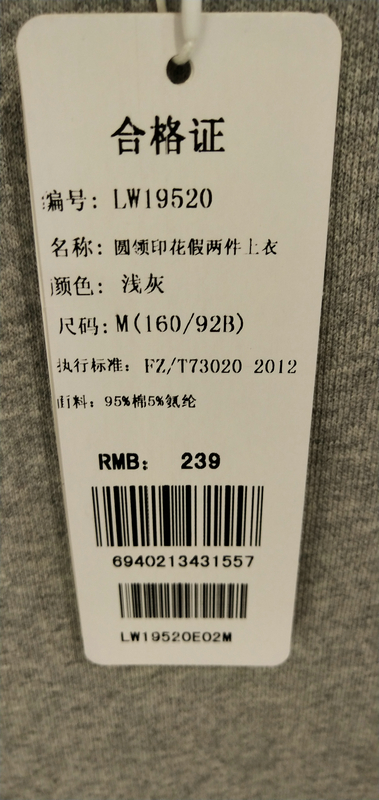 合格证
编号: LW19520
名称: 圆领印花假两件上衣
颜色: 浅灰
尺码: M(160/92B)
执行标准: FZ/T73020 2012
面料: 95%棉5%氨纶
RMB: 239
6940213431557
LW19520E02M